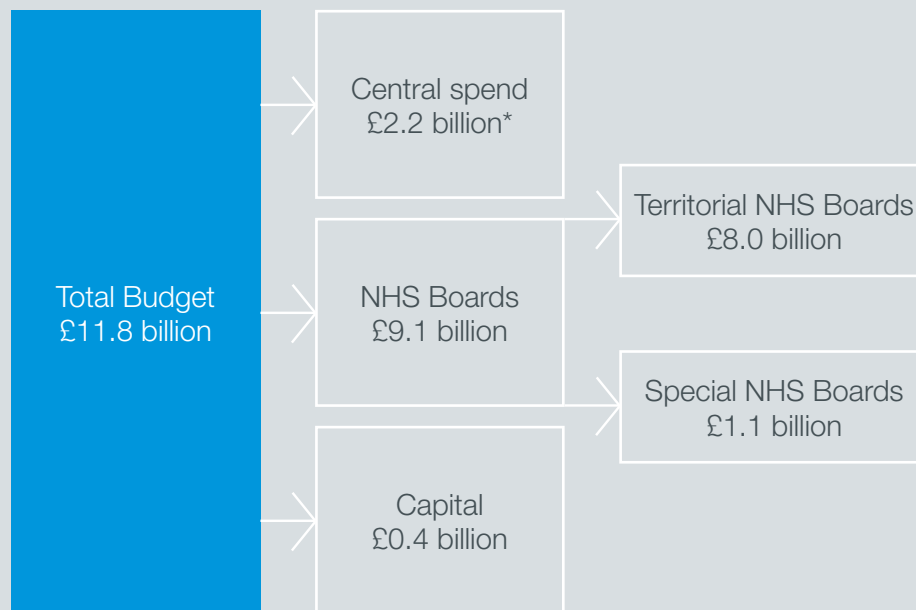 Total Budget
£11.8 billion
Central spend
£2.2 billion*
NHS Boards
£9.1 billion
Capital
£0.4 billion
Territorial NHS Boards
£8.0 billion
Special NHS Boards
£1.1 billion